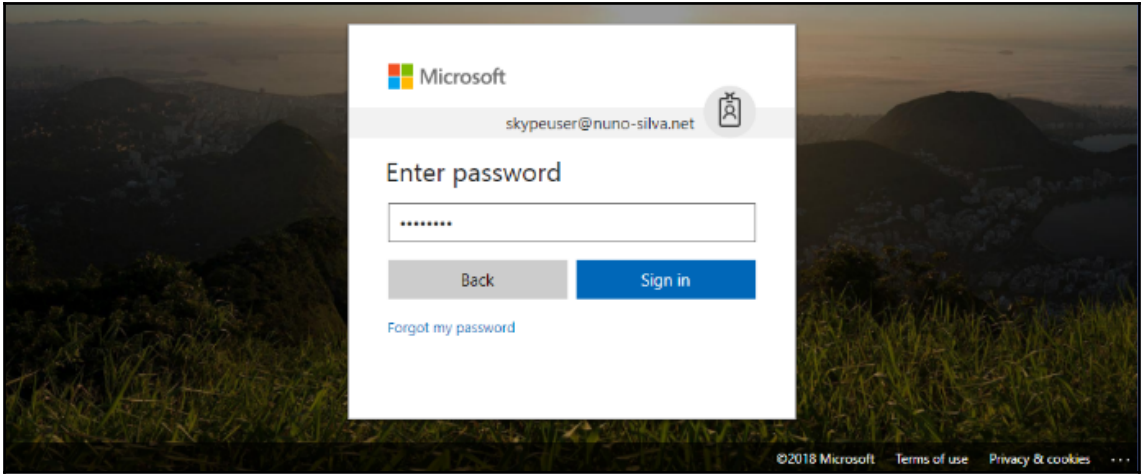 Microsoft
skypeuser@nuno-silva.net
Enter password
••••••••
Back Sign in
Forgot my password
©2018 Microsoft Terms of use Privacy & cookies ...